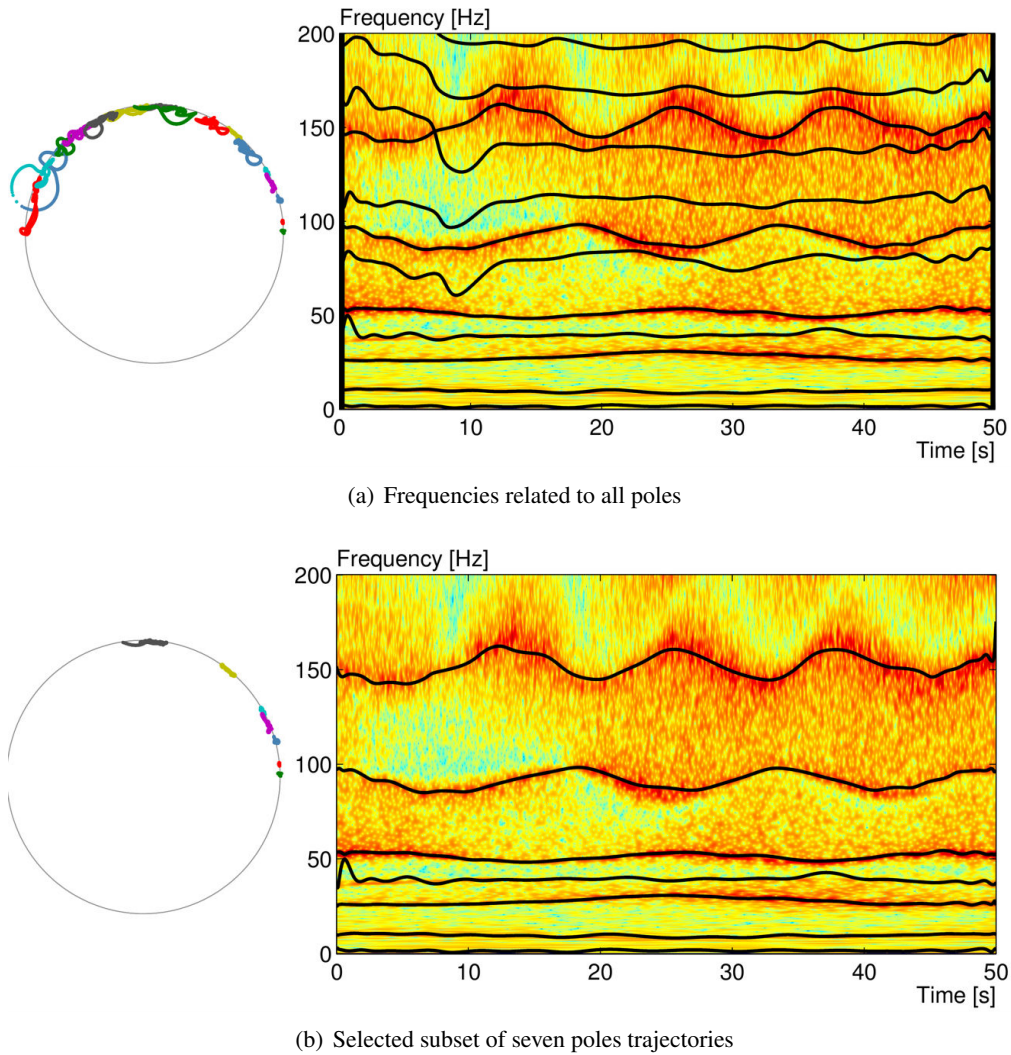 Frequency [Hz]
200
150
100
50
0
0 10 20 30 40 50
Time [s]
(a) Frequencies related to all poles
Frequency [Hz]
200
150
100
50
0
0 10 20 30 40 50
Time [s]
(b) Selected subset of seven poles trajectories